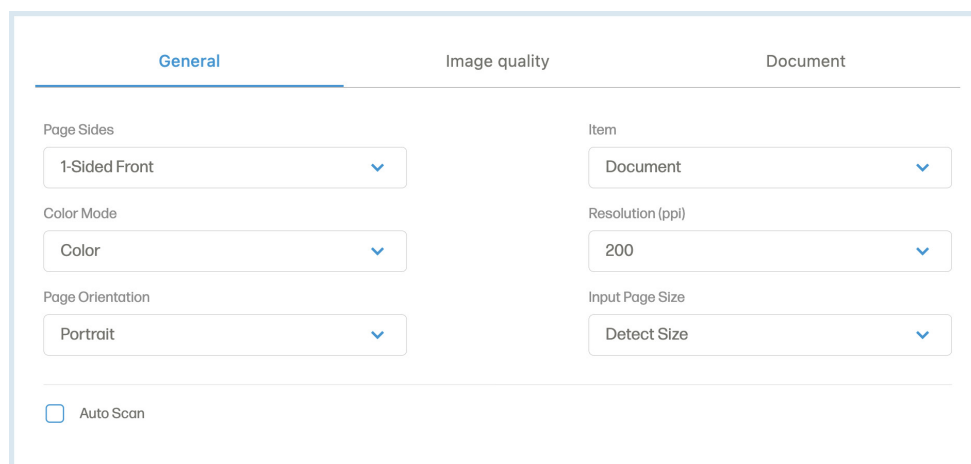 General
Image quality
Document
Page Sides
1-Sided Front
Item
Document
Color Mode
Color
Resolution (ppi)
200
Page Orientation
Portrait
Input Page Size
Detect Size
Auto Scan